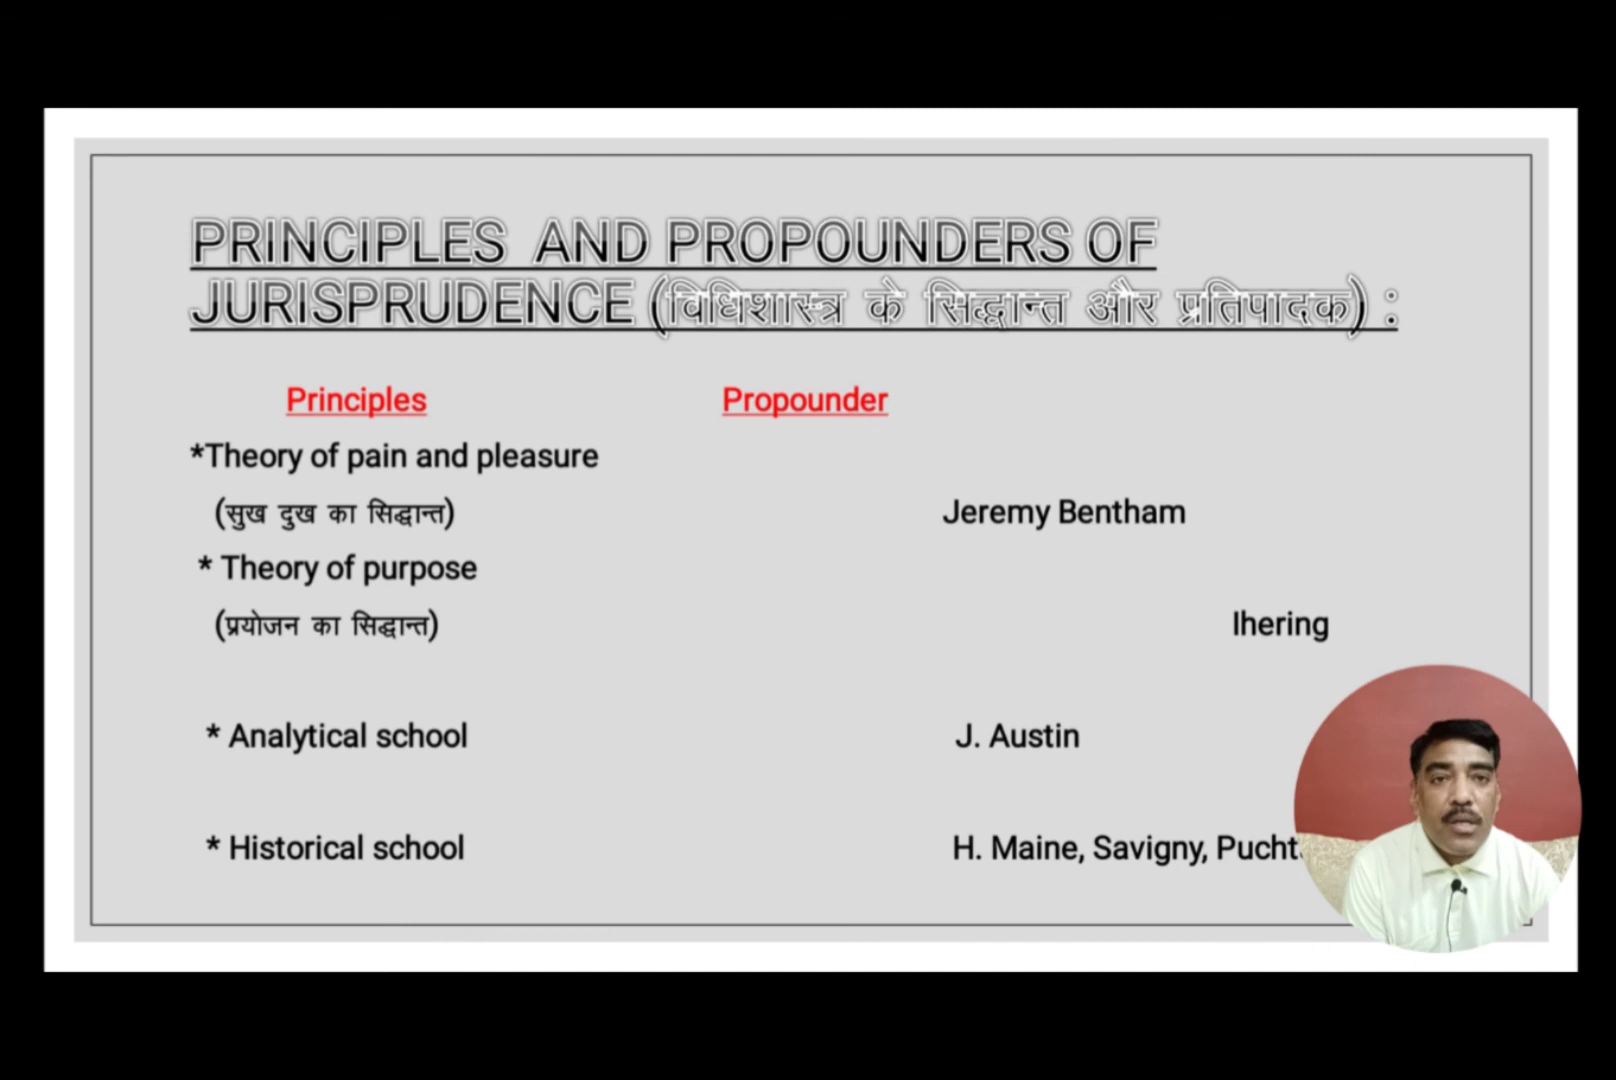 PRINCIPLES AND PROPOUNDERS OF
JURISPRUDENCE (विधिशास्त्र के सिद्धान्त और प्रतिपादक) :
Principles Propounder
*Theory of pain and pleasure
(सुख दुख का सिद्धान्त) Jeremy Bentham
* Theory of purpose
(प्रयोजन का सिद्धान्त) Ihering
* Analytical school J. Austin
* Historical school H. Maine, Savigny,